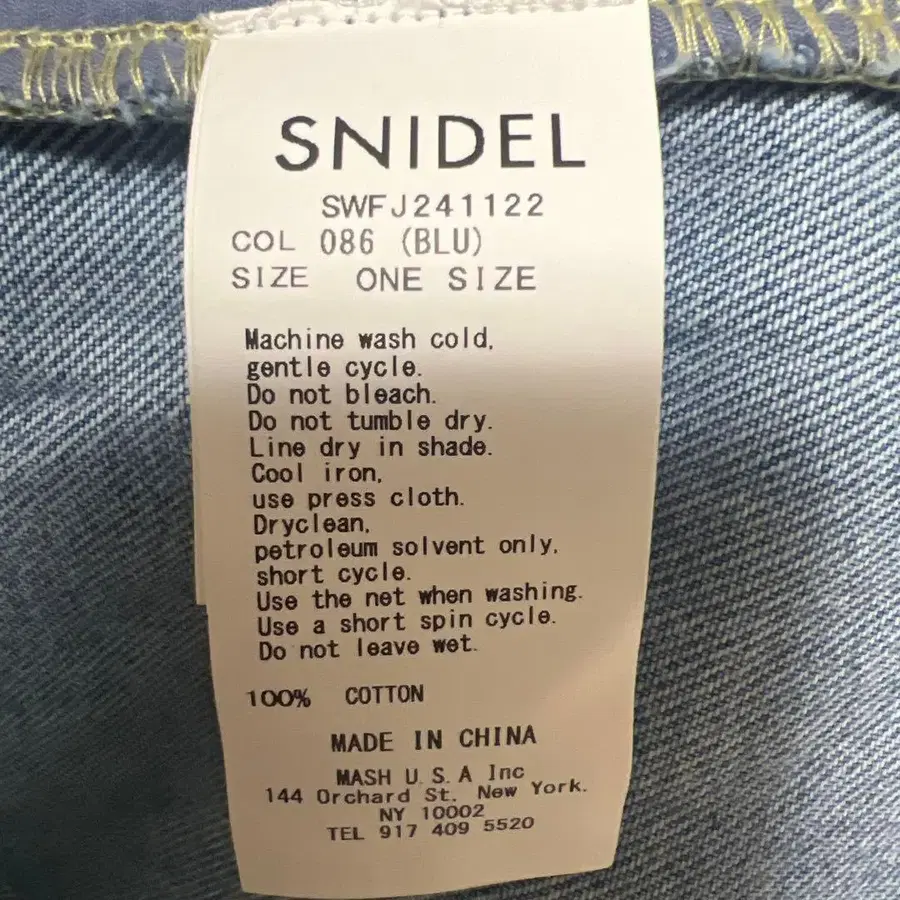 SNIDEL
SWFJ241122
COL 086 (BLU)
SIZE ONE SIZE
Machine wash cold,
gentle cycle.
Do not bleach.
Do not tumble dry.
Line dry in shade.
Cool iron,
use press cloth.
Dryclean,
petroleum solvent only,
short cycle.
Use the net when washing.
Use a short spin cycle.
Do not leave wet.
100% COTTON
MADE IN CHINA
MASH U.S.A Inc
144 Orchard St. New York.
NY 10002
TEL 917 409 5520